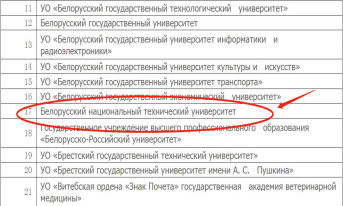 11 УО «Белорусский государственный технологический университет»
12 Белорусский государственный университет
13 УО «Белорусский государственный университет информатики и
радиоэлектроники»
14 УО «Белорусский государственный университет культуры и искусств»
15 УО «Белорусский государственный университет транспорта»
16 УО «Белорусский государственный экономический университет»
17 Белорусский национальный технический университет
18 Государственное учреждение высшего профессионального образования
«Белорусско-Российский университет»
19 УО «Брестский государственный технический университет»
20 УО «Брестский государственный университет имени А. С. Пушкина»
21 УО «Витебская ордена «Знак Почета» государственная академия ветеринарной
медицины»